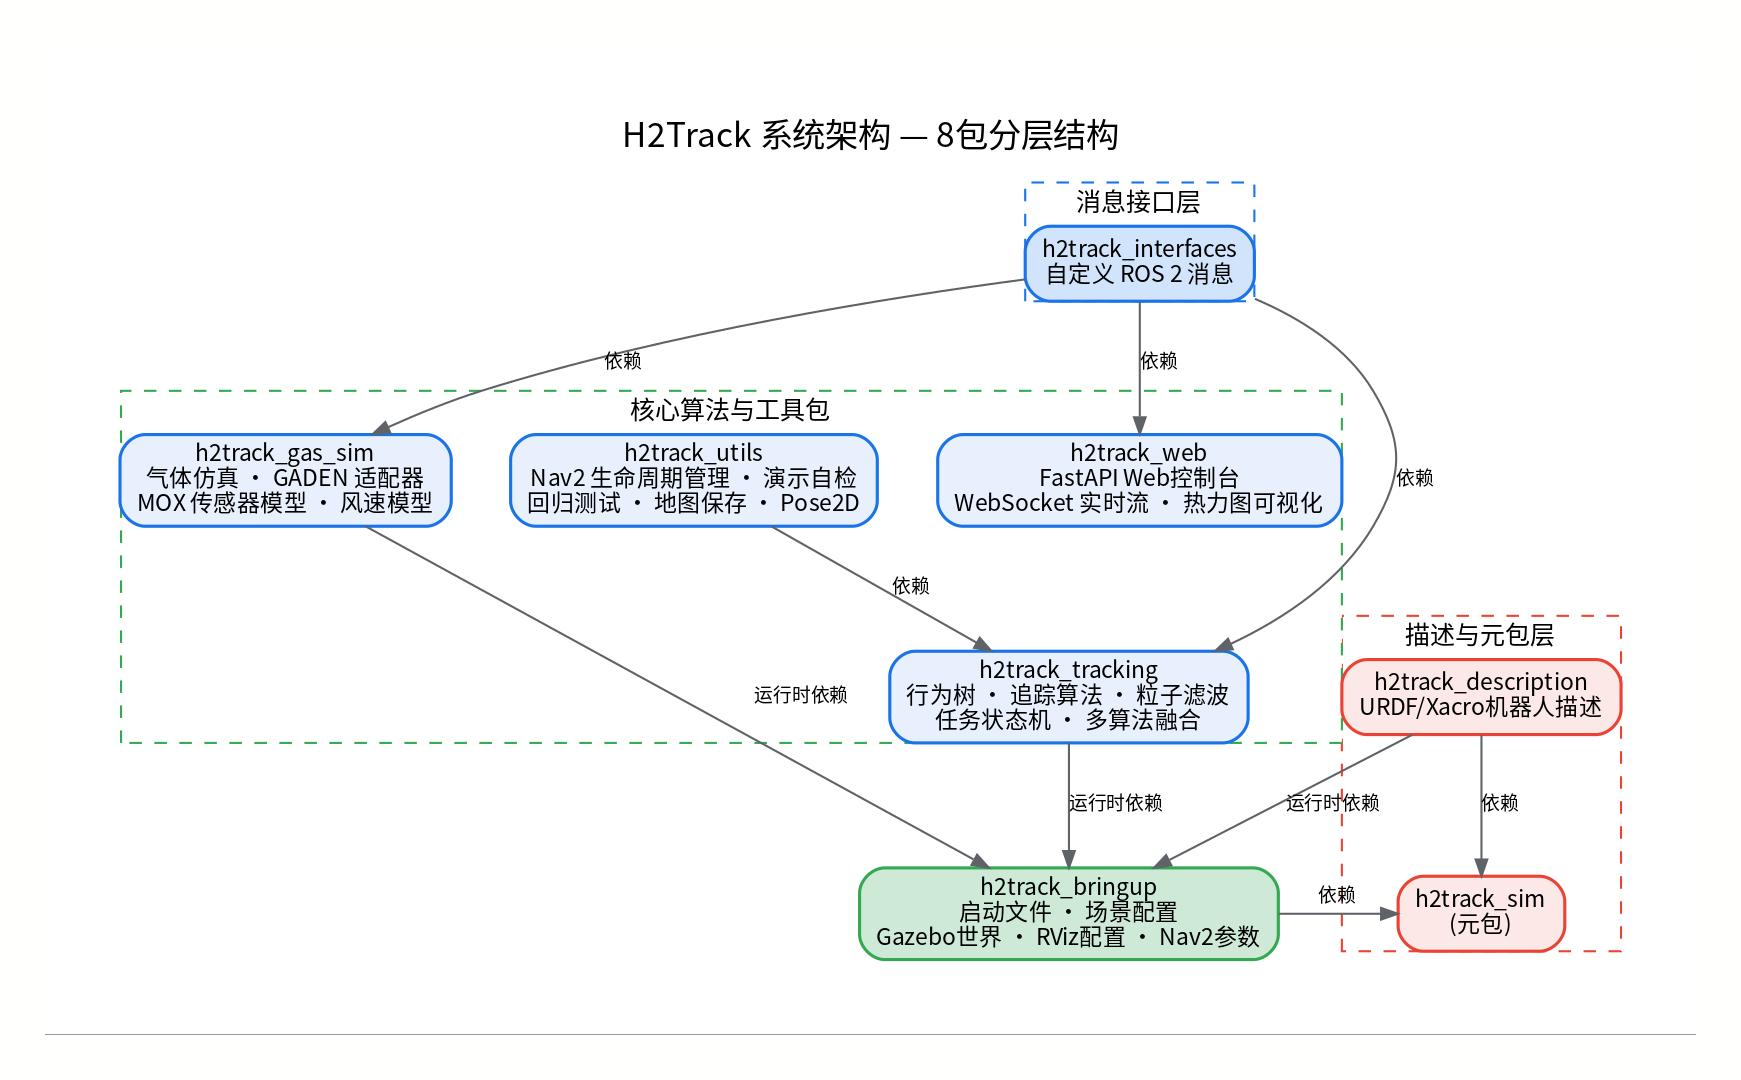 H2Track 系统架构 — 8包分层结构
消息接口层
h2track_interfaces
自定义 ROS 2 消息
依赖
依赖
依赖
核心算法与工具包
h2track_gas_sim
气体仿真 • GADEN 适配器
MOX 传感器模型 • 风速模型
h2track_utils
Nav2 生命周期管理 • 演示自检
回归测试 • 地图保存 • Pose2D
h2track_web
FastAPI Web控制台
WebSocket 实时流 • 热力图可视化
依赖
运行时依赖
h2track_tracking
行为树 • 追踪算法 • 粒子滤波
任务状态机 • 多算法融合
描述与元包层
h2track_description
URDF/Xacro机器人描述
运行时依赖
运行时依赖
依赖
h2track_bringup
启动文件 • 场景配置
Gazebo世界 • RViz配置 • Nav2参数
依赖
h2track_sim
(元包)